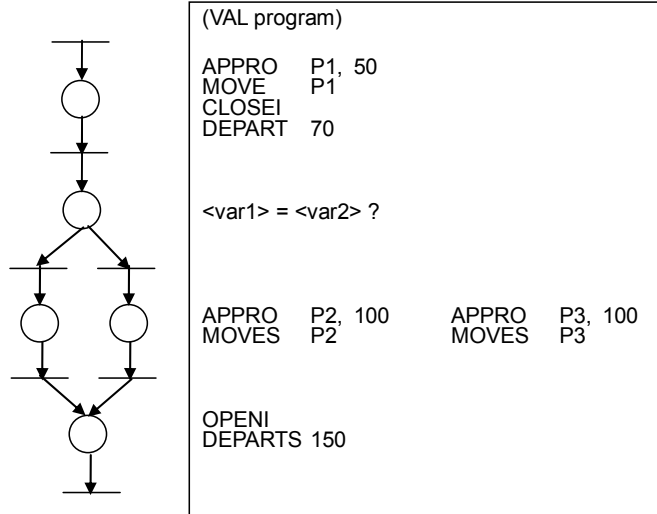 (VAL program)
APPRO P1, 50
MOVE P1
CLOSEI
DEPART 70
<var1> = <var2> ?
APPRO P2, 100 APPRO P3, 100
MOVES P2 MOVES P3
OPENI
DEPARTS 150